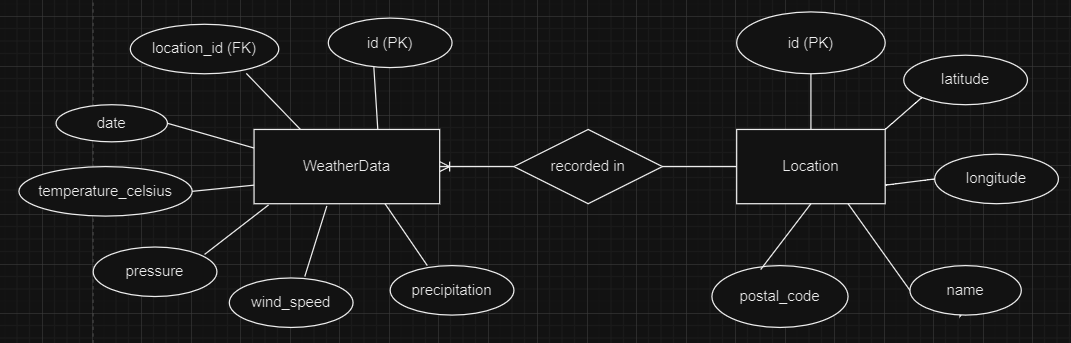 location_id (FK)
id (PK)
id (PK)
latitude
date
WeatherData
recorded in
Location
temperature_celsius
longitude
pressure
wind_speed
precipitation
postal_code
name